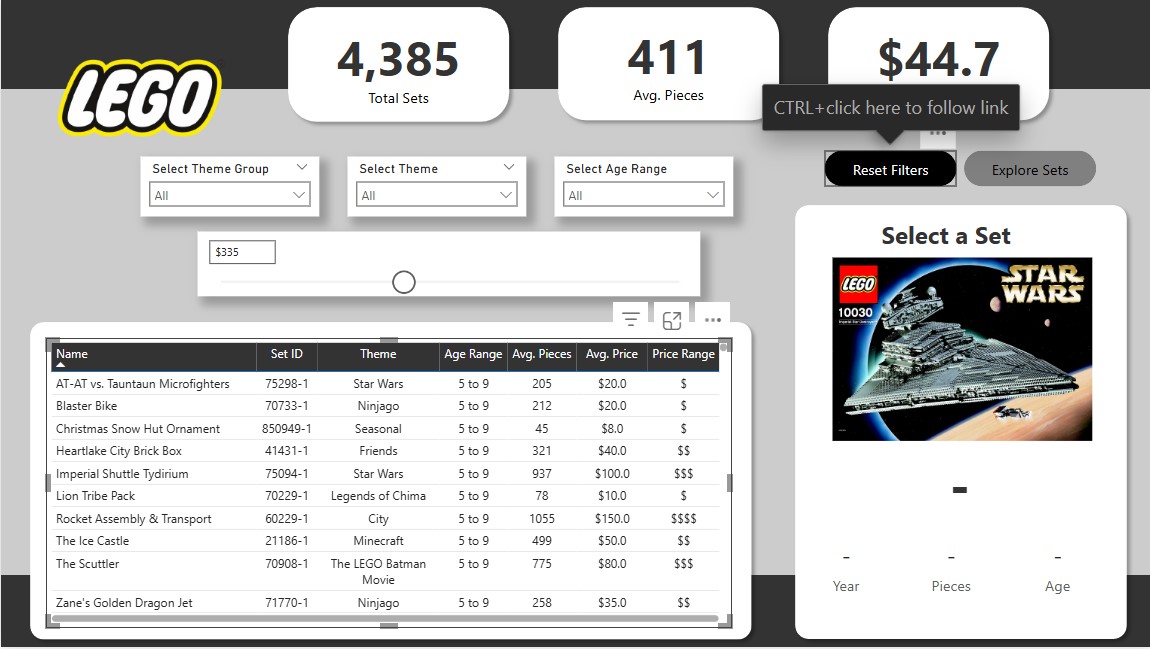 LEGO
4,385
Total Sets
411
Avg. Pieces
$44.7
CTRL+click here to follow link
Select Theme Group
All
Select Theme
All
Select Age Range
All
Reset Filters
Explore Sets
$335
Name Set ID Theme Age Range Avg. Pieces Avg. Price Price Range
AT-AT vs. Tauntaun Microfighters 75298-1 Star Wars 5 to 9 205 $20.0 $
Blaster Bike 70733-1 Ninjago 5 to 9 212 $20.0 $
Christmas Snow Hut Ornament 850949-1 Seasonal 5 to 9 45 $8.0 $
Heartlake City Brick Box 41431-1 Friends 5 to 9 321 $40.0 $$
Imperial Shuttle Tydirium 75094-1 Star Wars 5 to 9 937 $100.0 $$$
Lion Tribe Pack 70229-1 Legends of Chima 5 to 9 78 $10.0 $
Rocket Assembly & Transport 60229-1 City 5 to 9 1055 $150.0 $$$$
The Ice Castle 21186-1 Minecraft 5 to 9 499 $50.0 $$
The Scuttler 70908-1 The LEGO Batman 5 to 9 775 $80.0 $$$
Movie
Zane's Golden Dragon Jet 71770-1 Ninjago 5 to 9 258 $35.0 $$
Select a Set
LEGO
STAR
WARS
10030
-
- - -
Year Pieces Age